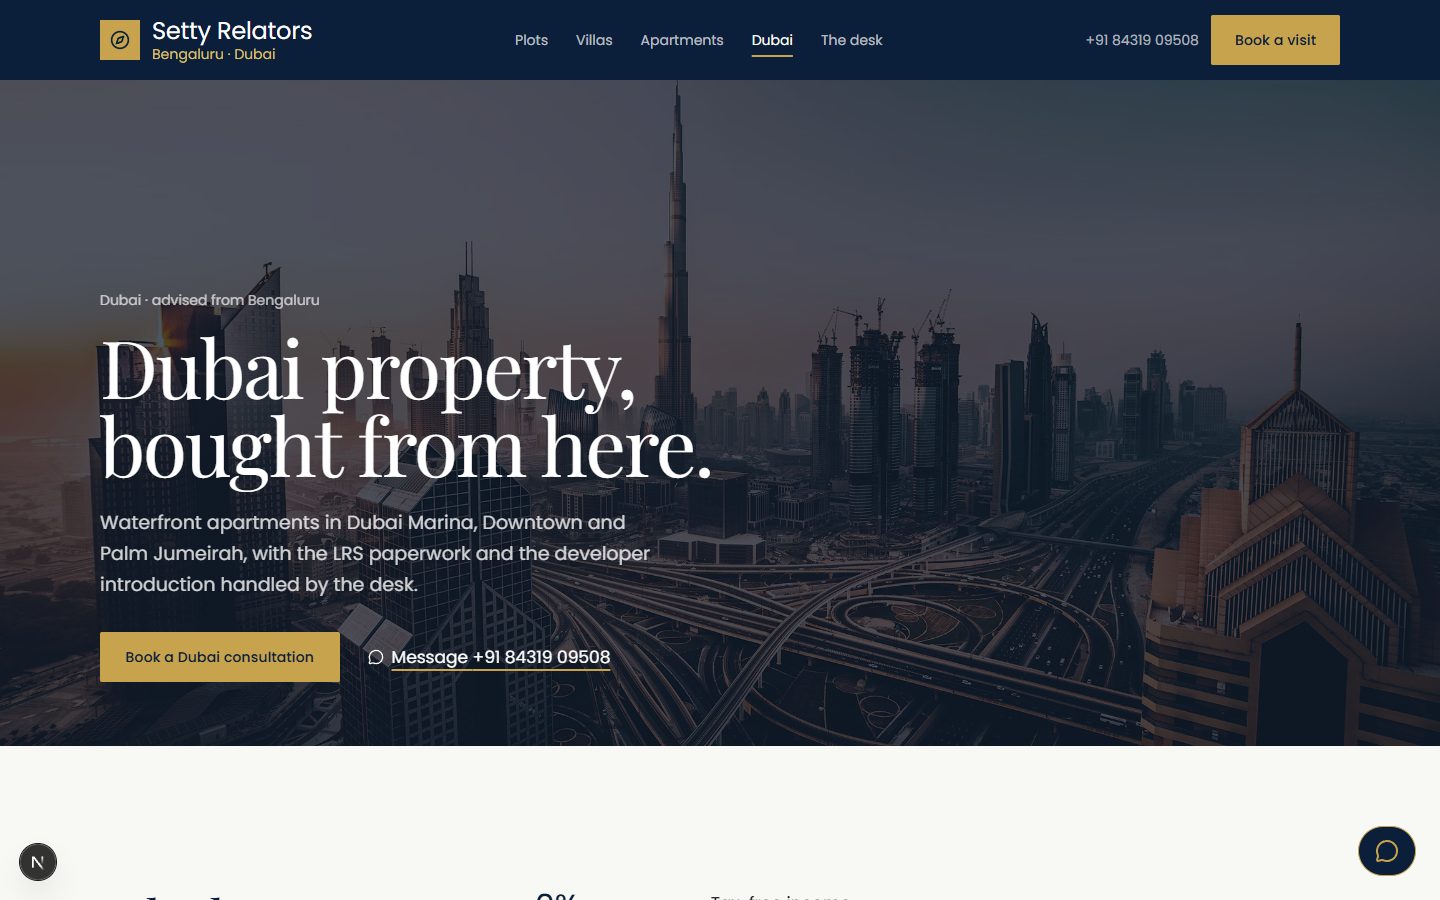 Setty Relators
Bengaluru · Dubai
Plots
Villas
Apartments
Dubai
The desk
+91 84319 09508
Book a visit
Dubai · advised from Bengaluru
Dubai property,
bought from here.
Waterfront apartments in Dubai Marina, Downtown and
Palm Jumeirah, with the LRS paperwork and the developer
introduction handled by the desk.
Book a Dubai consultation
Message +91 84319 09508
N